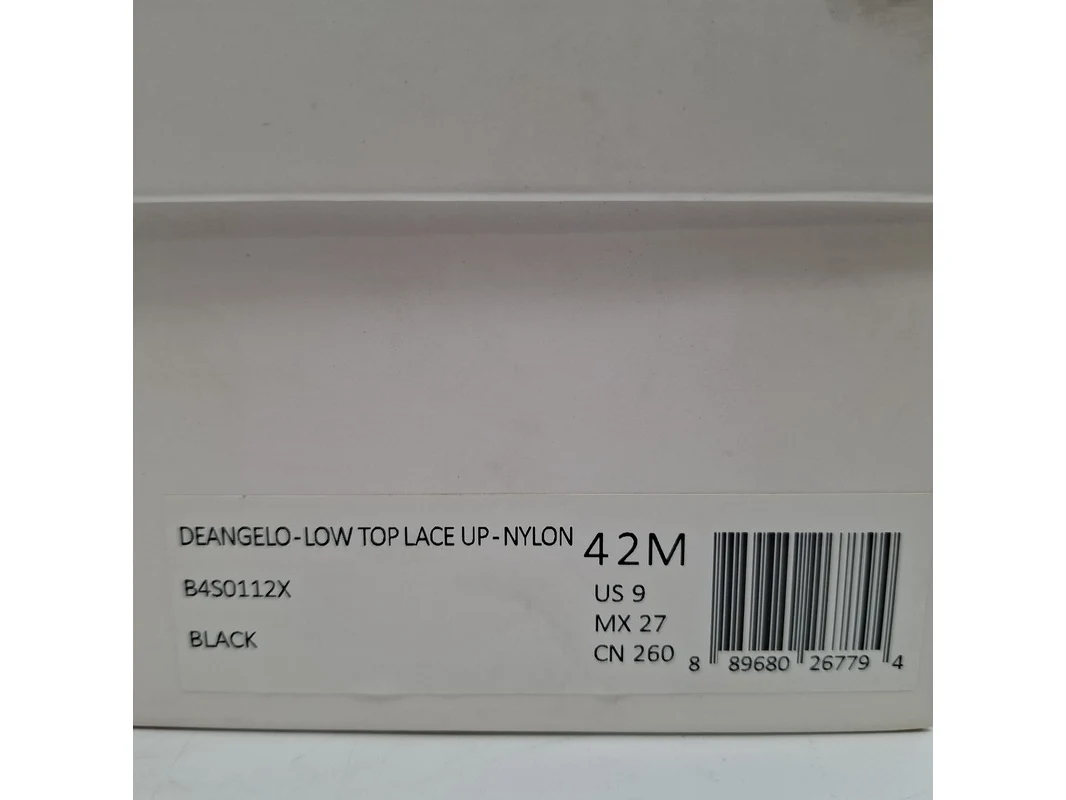 DEANGELO-LOW TOP LACE UP-NYLON
B4S0112X
BLACK
42M
US 9
MX 27
CN 260
8 89680 26779 4